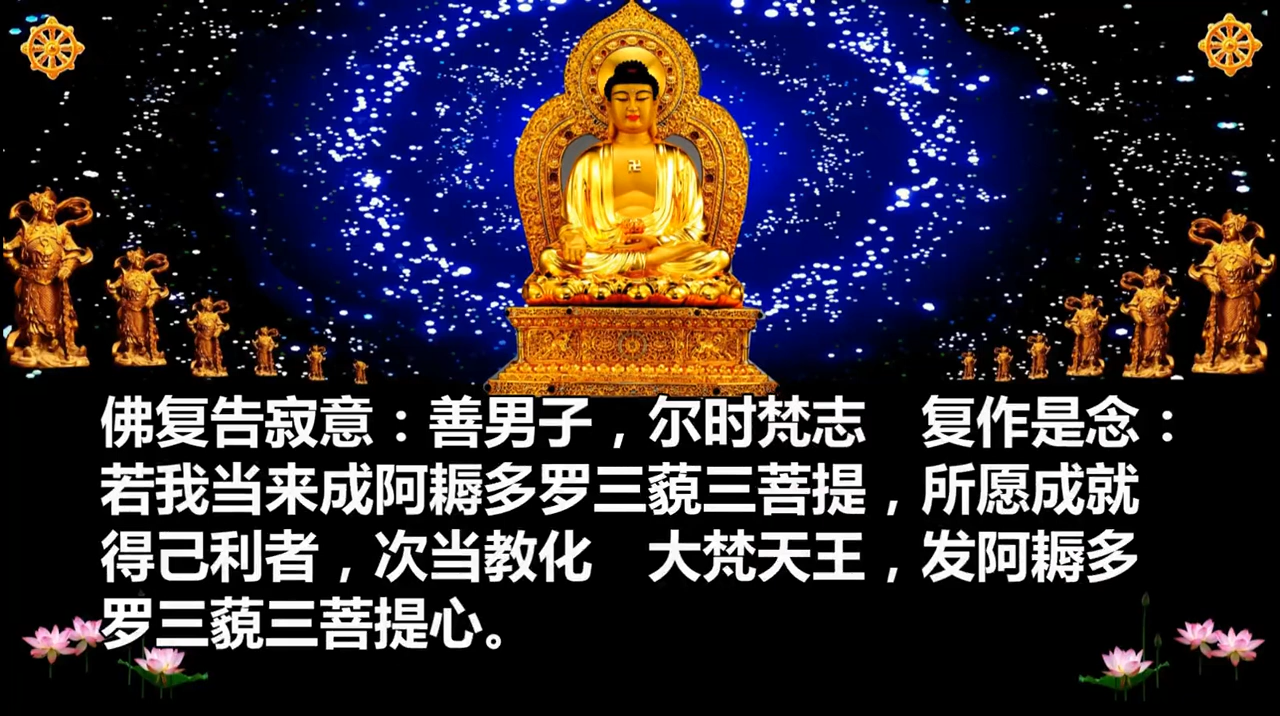 佛复告寂意：善男子，尔时梵志　复作是念：
若我当来成阿耨多罗三藐三菩提，所愿成就
得己利者，次当教化　大梵天王，发阿耨多
罗三藐三菩提心。